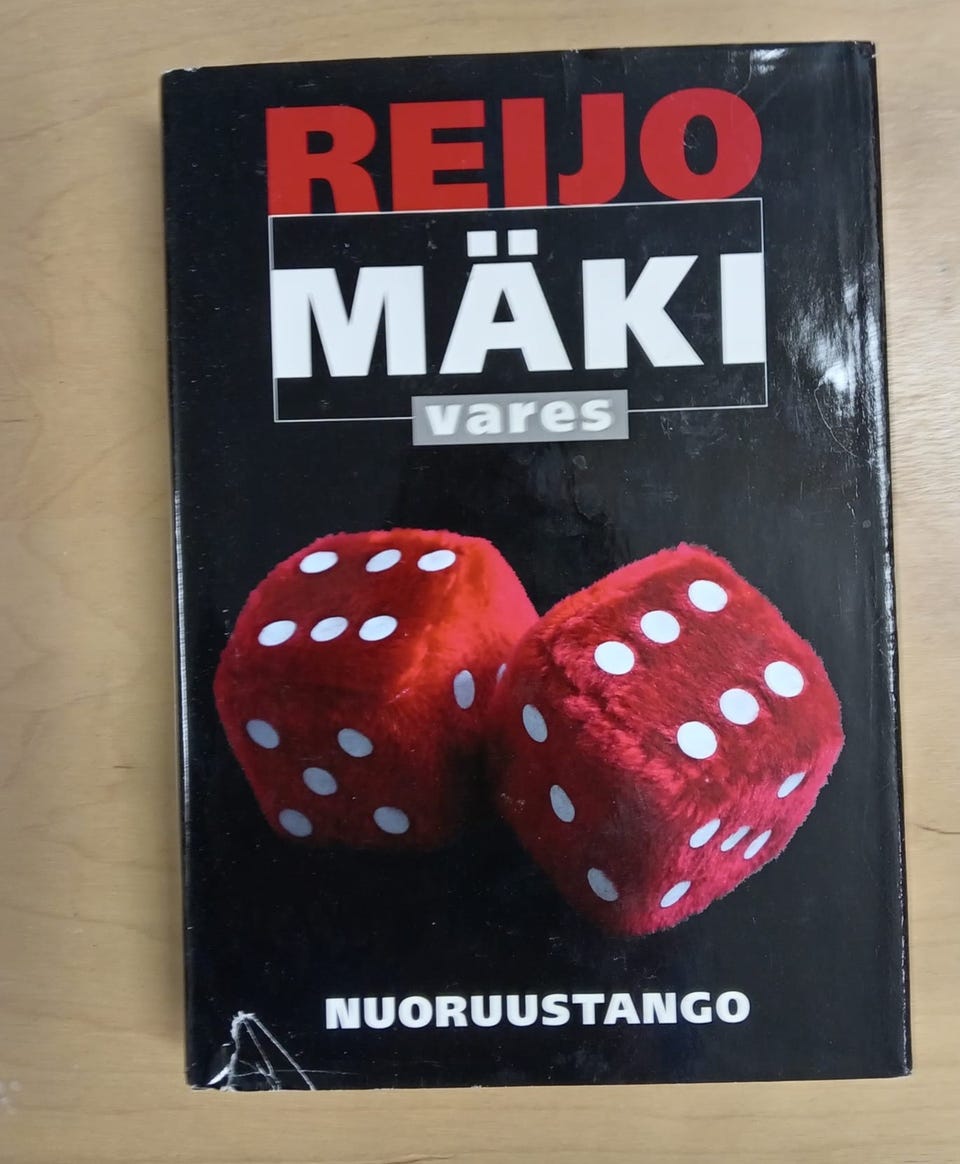 REIJO
MÄKI
vares
NUORUUSTANGO